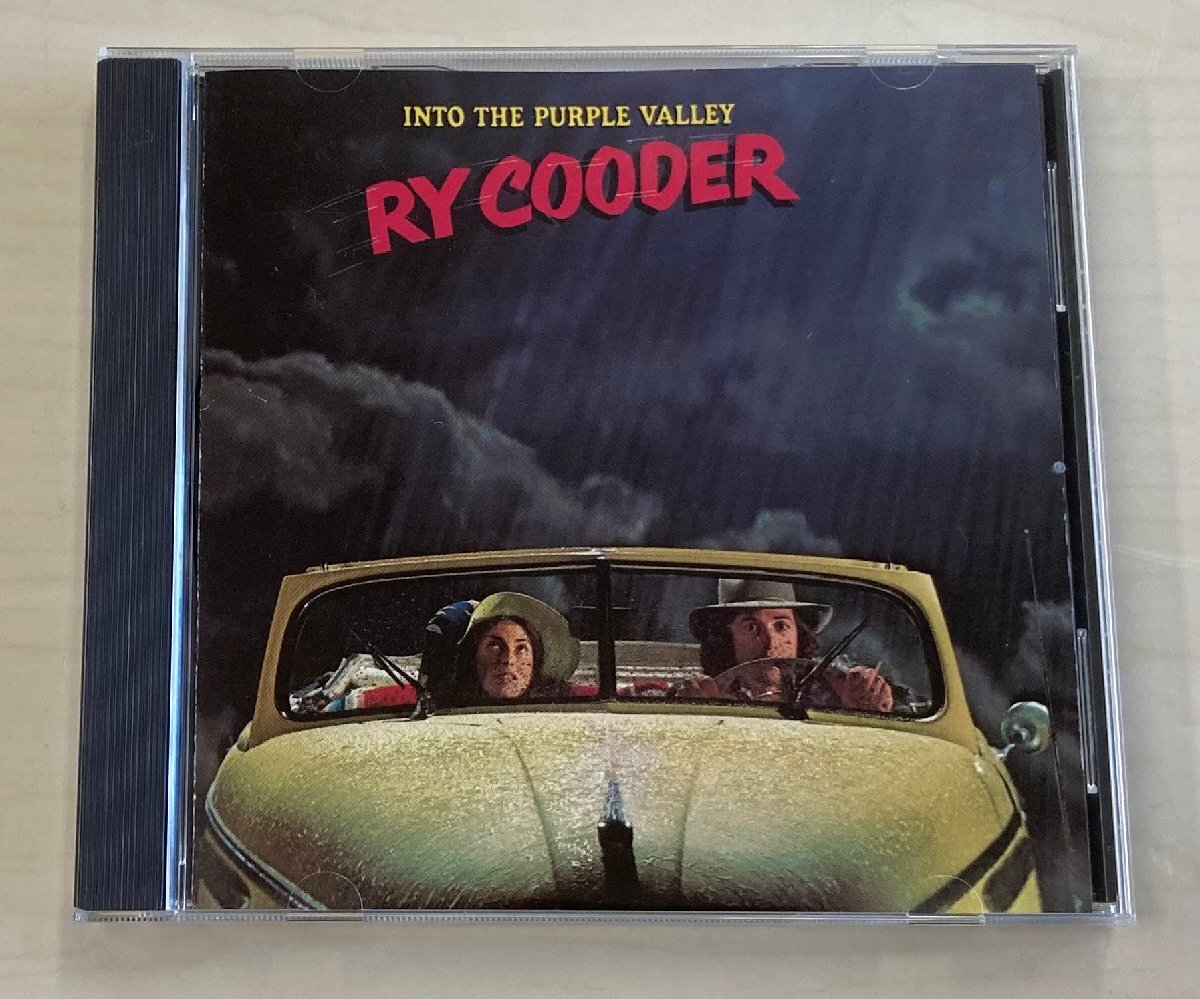 INTO THE PURPLE VALLEY
RY COODER